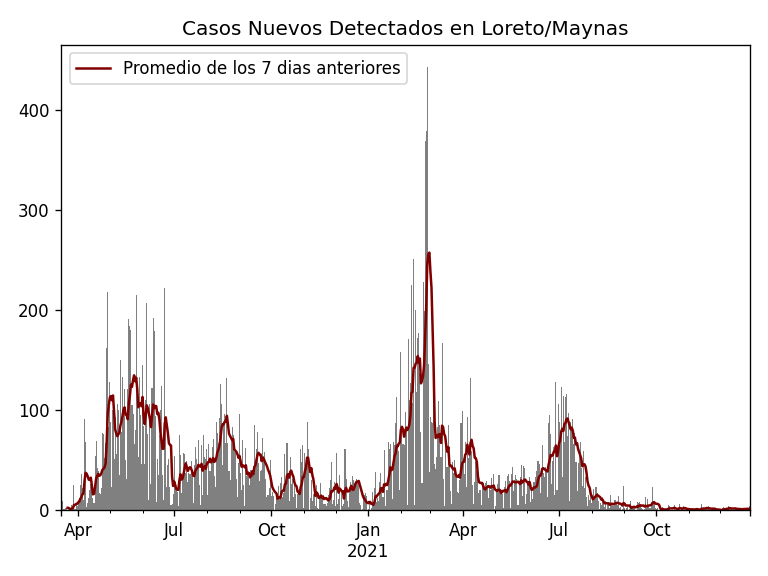 Casos Nuevos Detectados en Loreto/Maynas
Promedio de los 7 dias anteriores
400
300
200
100
0
Apr Jul Oct Jan Apr Jul Oct
2021